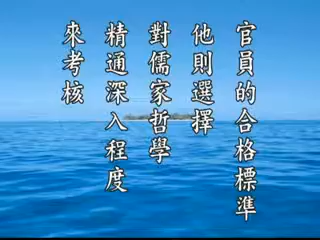 官員的合格標準
他則選擇
對儒家哲學
精通深入程度
來考核